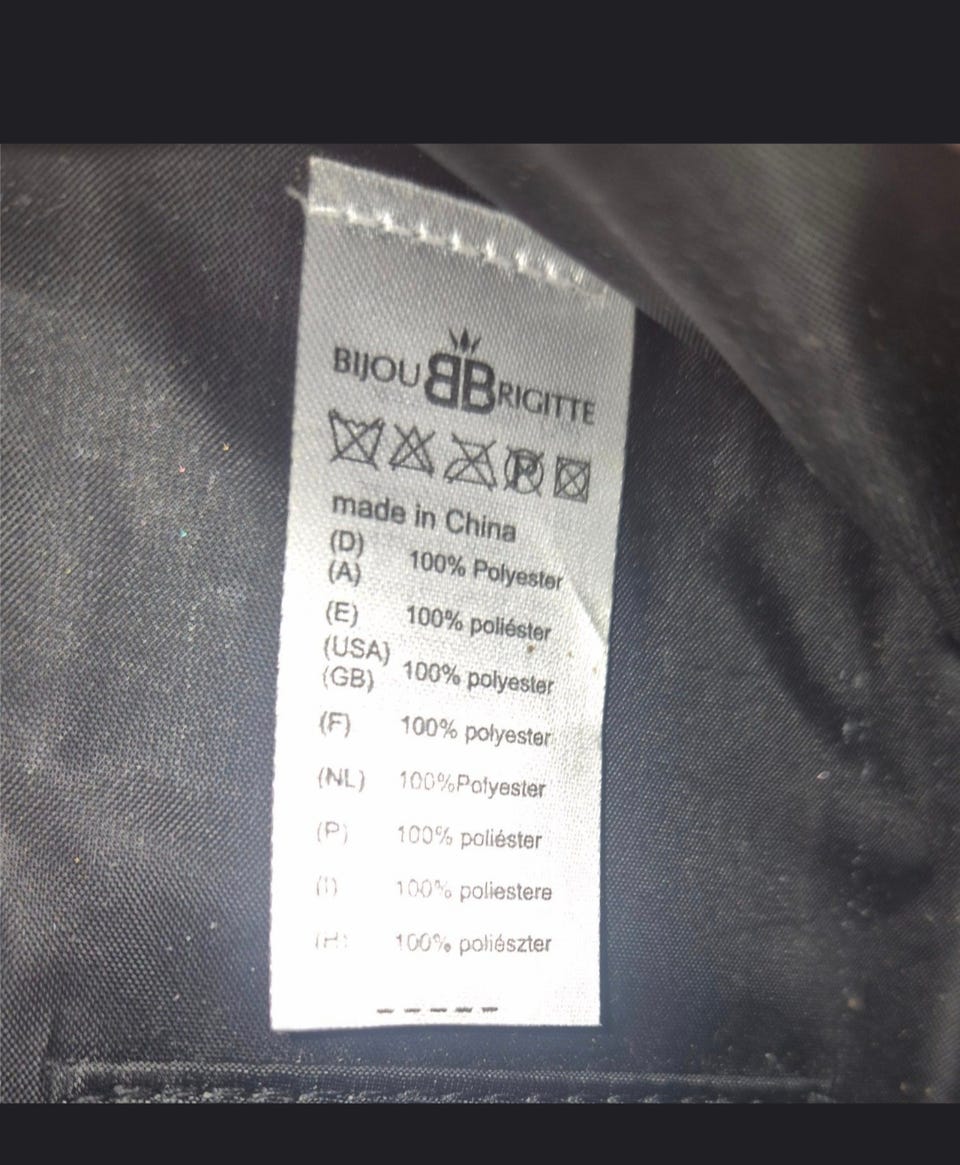 BIJOU BB BRIGITTE
made in China
(D)
(A) 100% Polyester
(E) 100% poliéster
(USA)
(GB) 100% polyester
(F) 100% polyester
(NL) 100%Polyester
(P) 100% poliéster
(I) 100% poliestere
(H) 100% poliészter